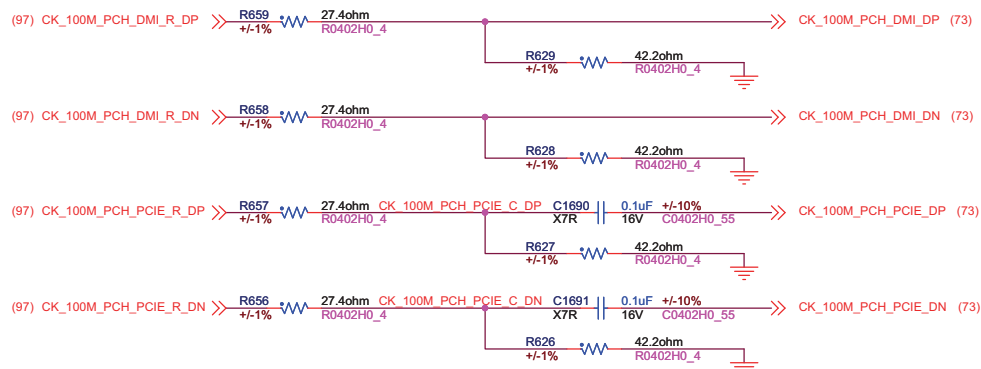 (97) CK_100M_PCH_DMI_R_DP R659 27.4ohm CK_100M_PCH_DMI_DP (73)
+/-1% R0402H0_4
R629 42.2ohm
+/-1% R0402H0_4
(97) CK_100M_PCH_DMI_R_DN R658 27.4ohm CK_100M_PCH_DMI_DN (73)
+/-1% R0402H0_4
R628 42.2ohm
+/-1% R0402H0_4
(97) CK_100M_PCH_PCIE_R_DP R657 27.4ohm CK_100M_PCH_PCIE_C_DP C1690 0.1uF +/-10% CK_100M_PCH_PCIE_DP (73)
+/-1% R0402H0_4 X7R 16V C0402H0_55
R627 42.2ohm
+/-1% R0402H0_4
(97) CK_100M_PCH_PCIE_R_DN R656 27.4ohm CK_100M_PCH_PCIE_C_DN C1691 0.1uF +/-10% CK_100M_PCH_PCIE_DN (73)
+/-1% R0402H0_4 X7R 16V C0402H0_55
R626 42.2ohm
+/-1% R0402H0_4